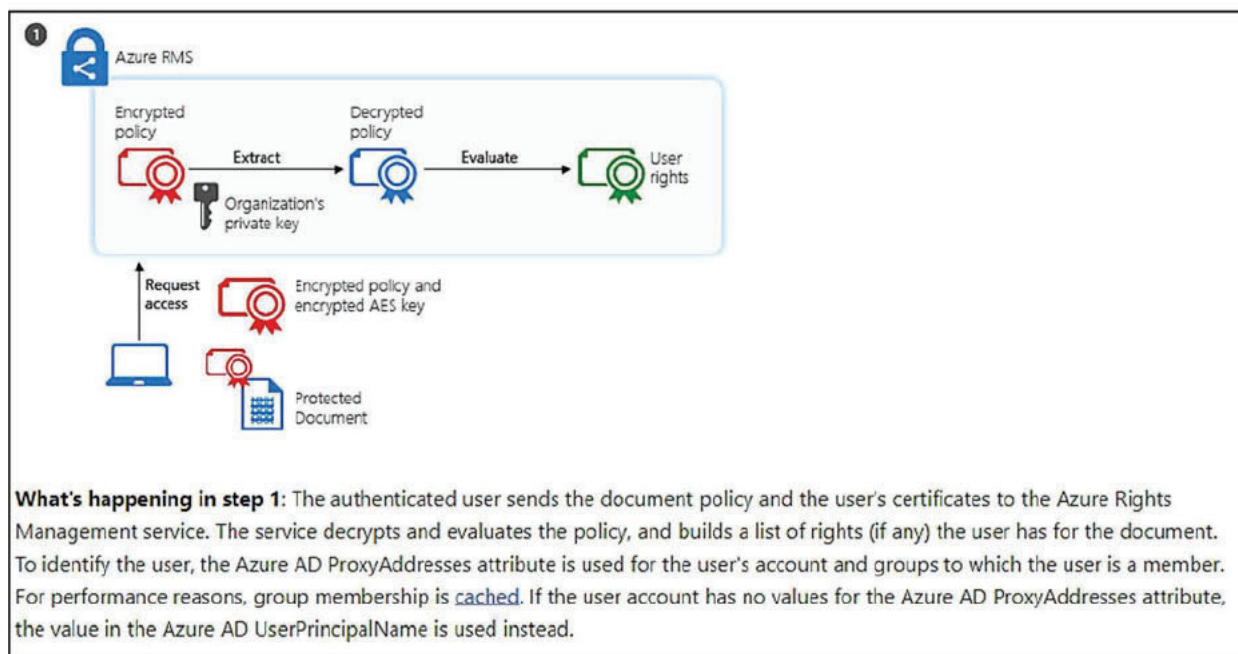 1
Azure RMS
Encrypted
policy
Decrypted
policy
Extract
Evaluate
User
rights
Organization's
private key
Request
access
Encrypted policy and
encrypted AES key
Protected
Document
What's happening in step 1: The authenticated user sends the document policy and the user's certificates to the Azure Rights
Management service. The service decrypts and evaluates the policy, and builds a list of rights (if any) the user has for the document.
To identify the user, the Azure AD ProxyAddresses attribute is used for the user's account and groups to which the user is a member.
For performance reasons, group membership is cached. If the user account has no values for the Azure AD ProxyAddresses attribute,
the value in the Azure AD UserPrincipalName is used instead.